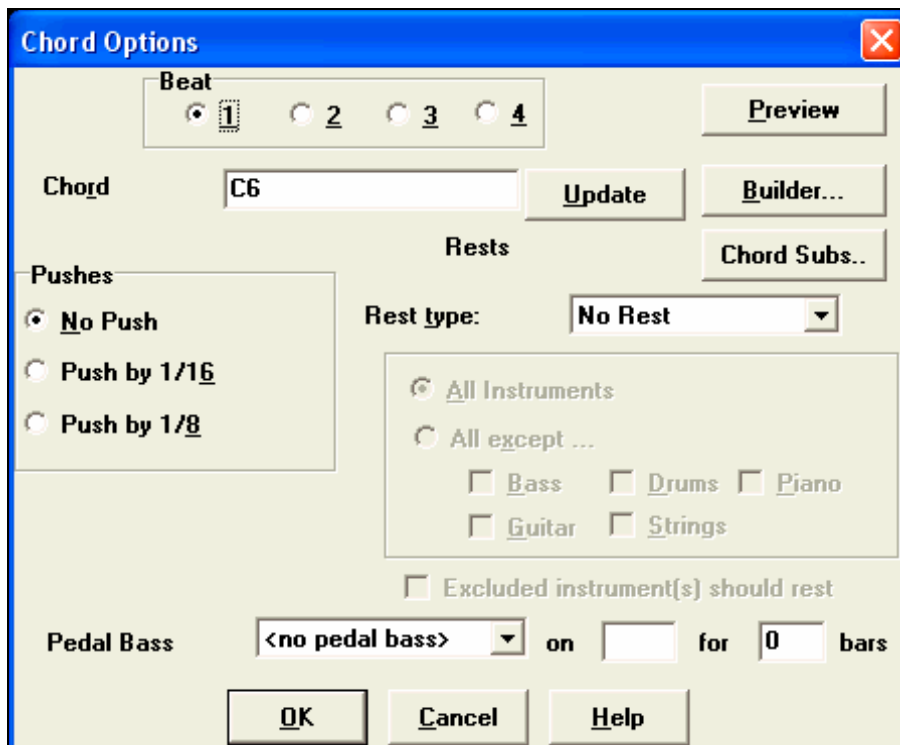 Chord Options
Beat
1 2 3 4
Preview
Chord C6 Update Builder...
Rests
Chord Subs..
Pushes
No Push
Push by 1/16
Push by 1/8
Rest type: No Rest
All Instruments
All except ...
Bass Drums Piano
Guitar Strings
Excluded instrument(s) should rest
Pedal Bass <no pedal bass> on for 0 bars
OK Cancel Help